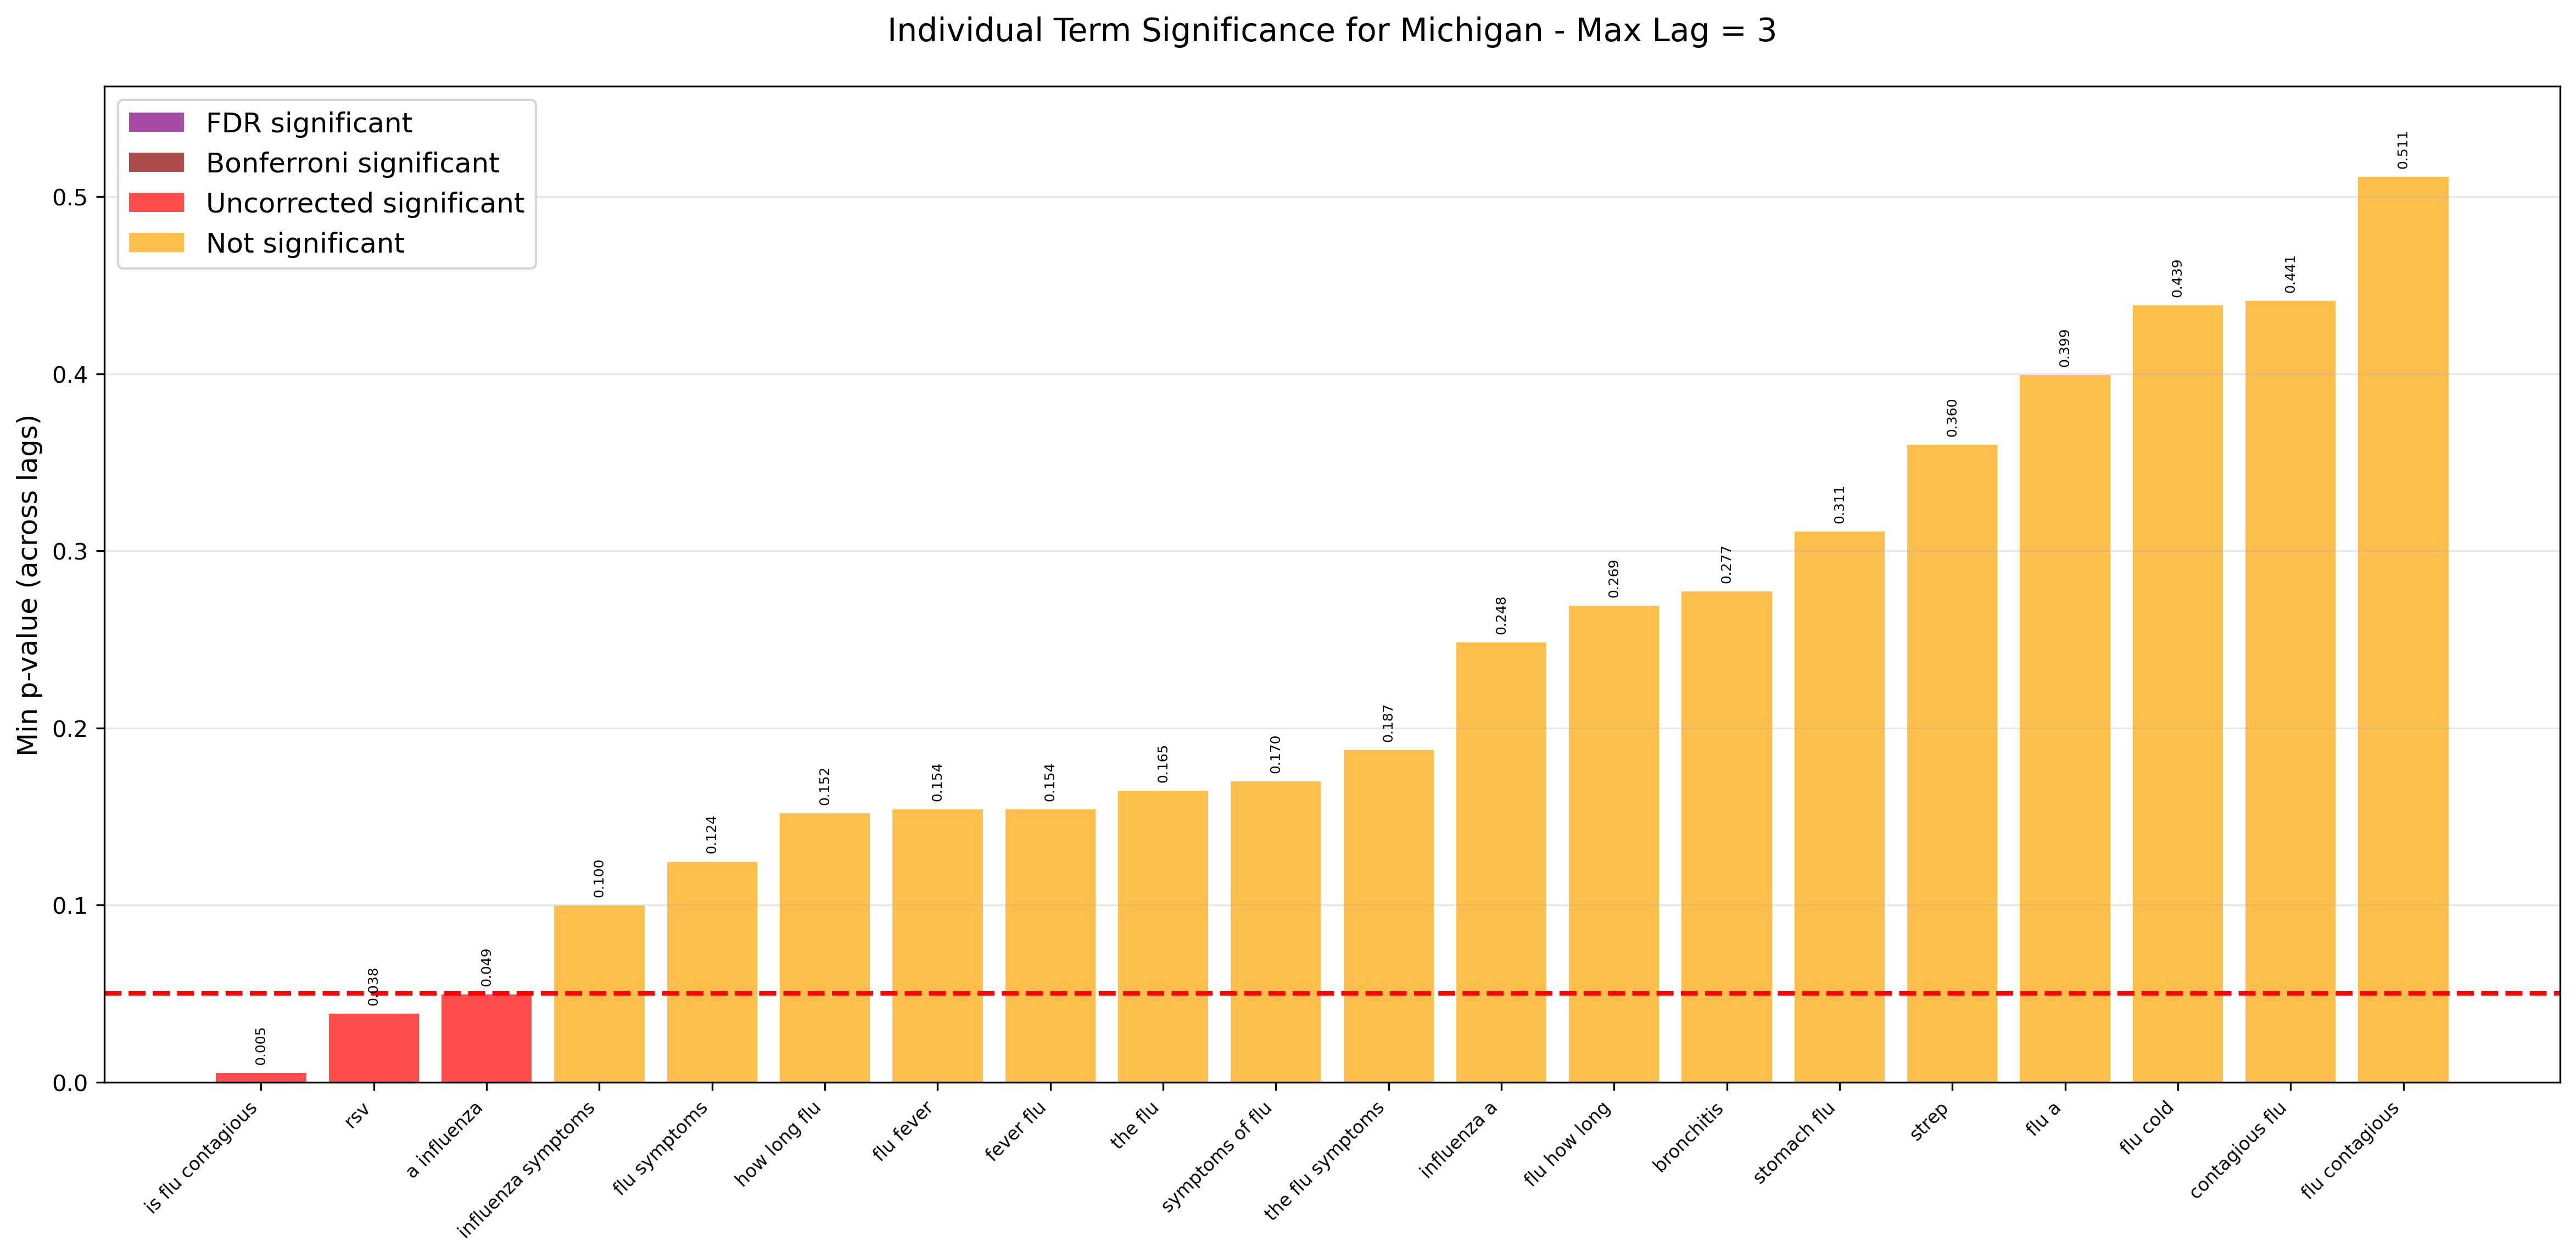 Individual Term Significance for Michigan - Max Lag = 3
FDR significant
Bonferroni significant
Uncorrected significant
Not significant
Min p-value (across lags)
0.5
0.4
0.3
0.2
0.1
0.0
0.005
0.038
0.049
0.100
0.124
0.152
0.154
0.154
0.165
0.170
0.187
0.248
0.269
0.277
0.311
0.360
0.399
0.439
0.441
0.511
is flu contagious
rsv
a influenza
influenza symptoms
flu symptoms
how long flu
flu fever
fever flu
the flu
symptoms of flu
the flu symptoms
influenza a
flu how long
bronchitis
stomach flu
strep
flu a
flu cold
contagious flu
flu contagious